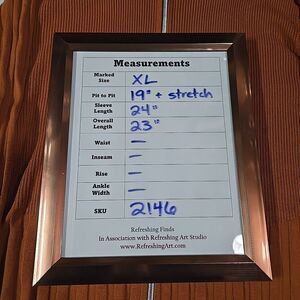 Measurements
Marked Size XL
Pit to Pit 19" + stretch
Sleeve Length 24"
Overall Length 23"
Waist —
Inseam —
Rise —
Ankle Width —
SKU 2146
Refreshing Finds
In Association with Refreshing Art Studio
www.RefreshingArt.com